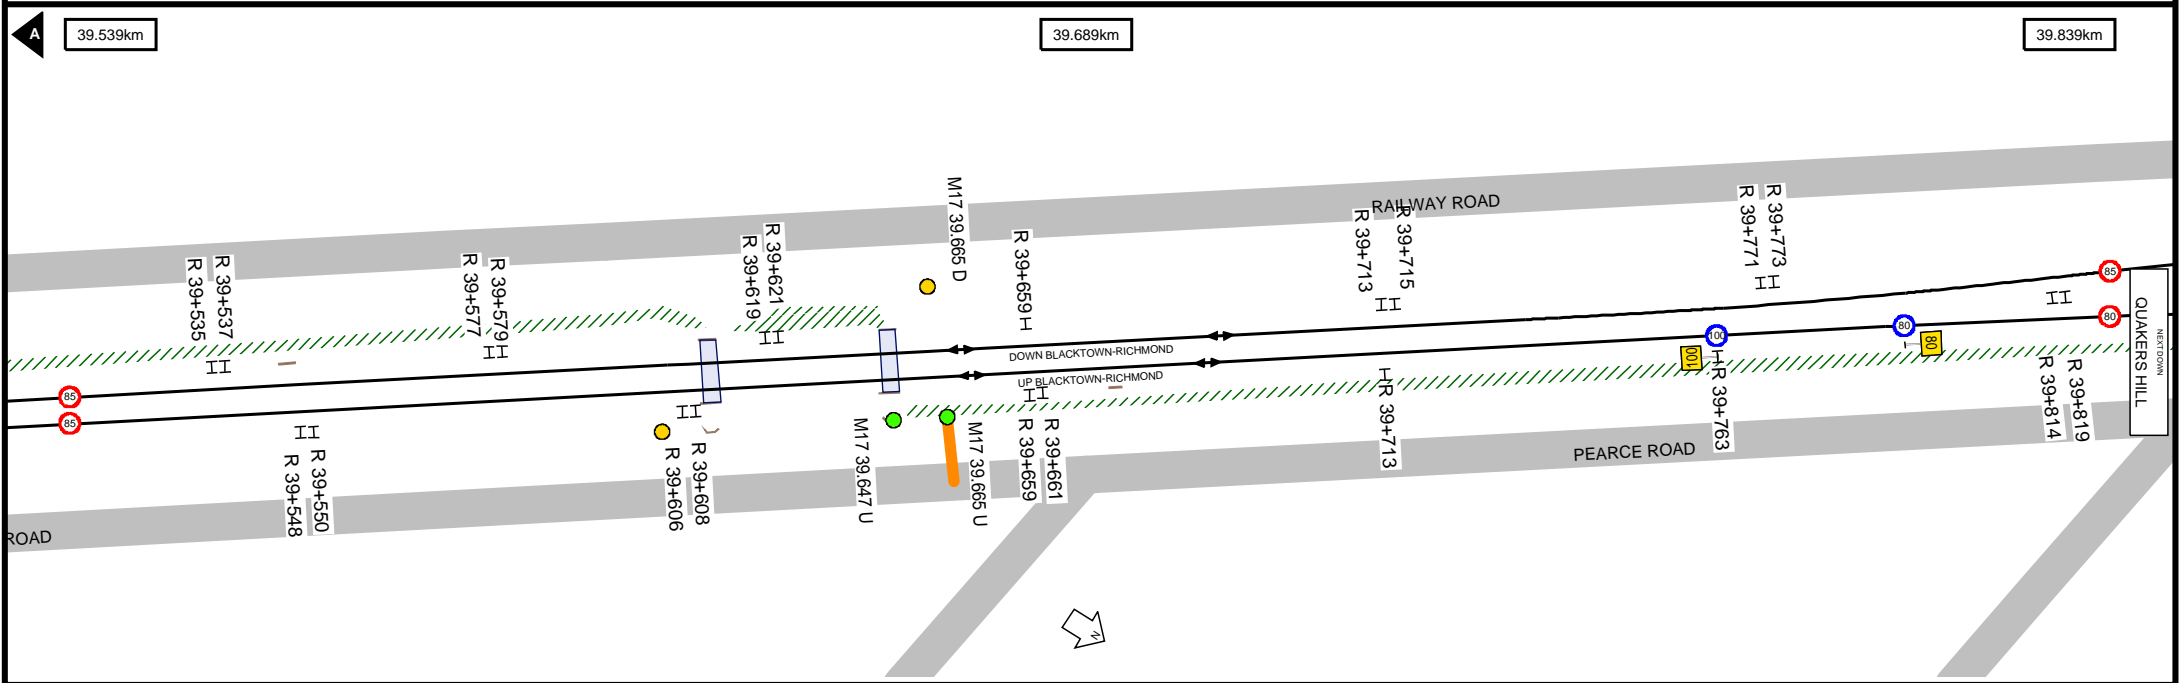 A
39.539km
39.689km
39.839km
RAILWAY ROAD
R 39+535
R 39+537
R 39+577
R 39+579
R 39+619
R 39+621
M17 39.665 D
R 39+659
R 39+713
R 39+715
R 39+771
R 39+773
85
85
DOWN BLACKTOWN-RICHMOND
UP BLACKTOWN-RICHMOND
100
80
80
100
80
85
QUAKERS HILL
NEXT DOWN
85
R 39+548
R 39+550
R 39+606
R 39+608
M17 39.647 U
M17 39.665 U
R 39+659
R 39+661
R 39+713
R 39+763
R 39+814
R 39+819
PEARCE ROAD
ROAD
N